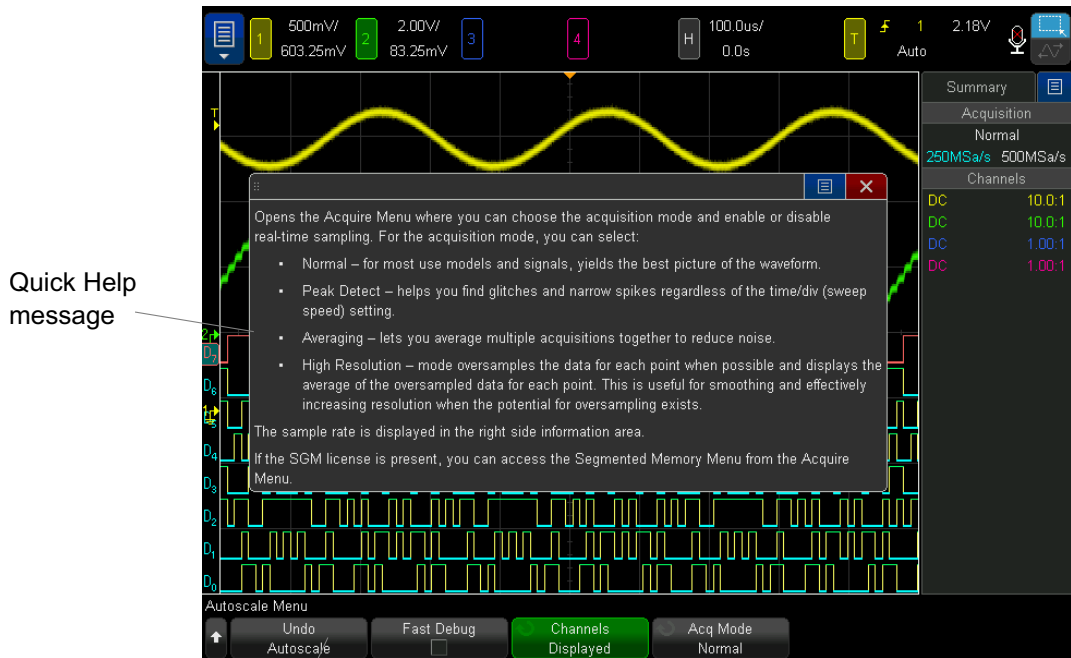 500mV/
603.25mV
2.00V/
83.25mV
100.0us/
0.0s
1
2.18V
Auto
1
2
3
4
H
T
Summary
Acquisition
Normal
250MSa/s 500MSa/s
Channels
DC 10.0:1
DC 10.0:1
DC 1.00:1
DC 1.00:1
T
Quick Help
message
Opens the Acquire Menu where you can choose the acquisition mode and enable or disable
real-time sampling. For the acquisition mode, you can select:
▪ Normal – for most use models and signals, yields the best picture of the waveform.
▪ Peak Detect – helps you find glitches and narrow spikes regardless of the time/div (sweep
speed) setting.
▪ Averaging – lets you average multiple acquisitions together to reduce noise.
▪ High Resolution – mode oversamples the data for each point when possible and displays the
average of the oversampled data for each point. This is useful for smoothing and effectively
increasing resolution when the potential for oversampling exists.
The sample rate is displayed in the right side information area.
If the SGM license is present, you can access the Segmented Memory Menu from the Acquire
Menu.
2
D7
D6
D4
D3
D2
D1
D0
Autoscale Menu
Undo
Autoscale
Fast Debug
Channels
Displayed
Acq Mode
Normal